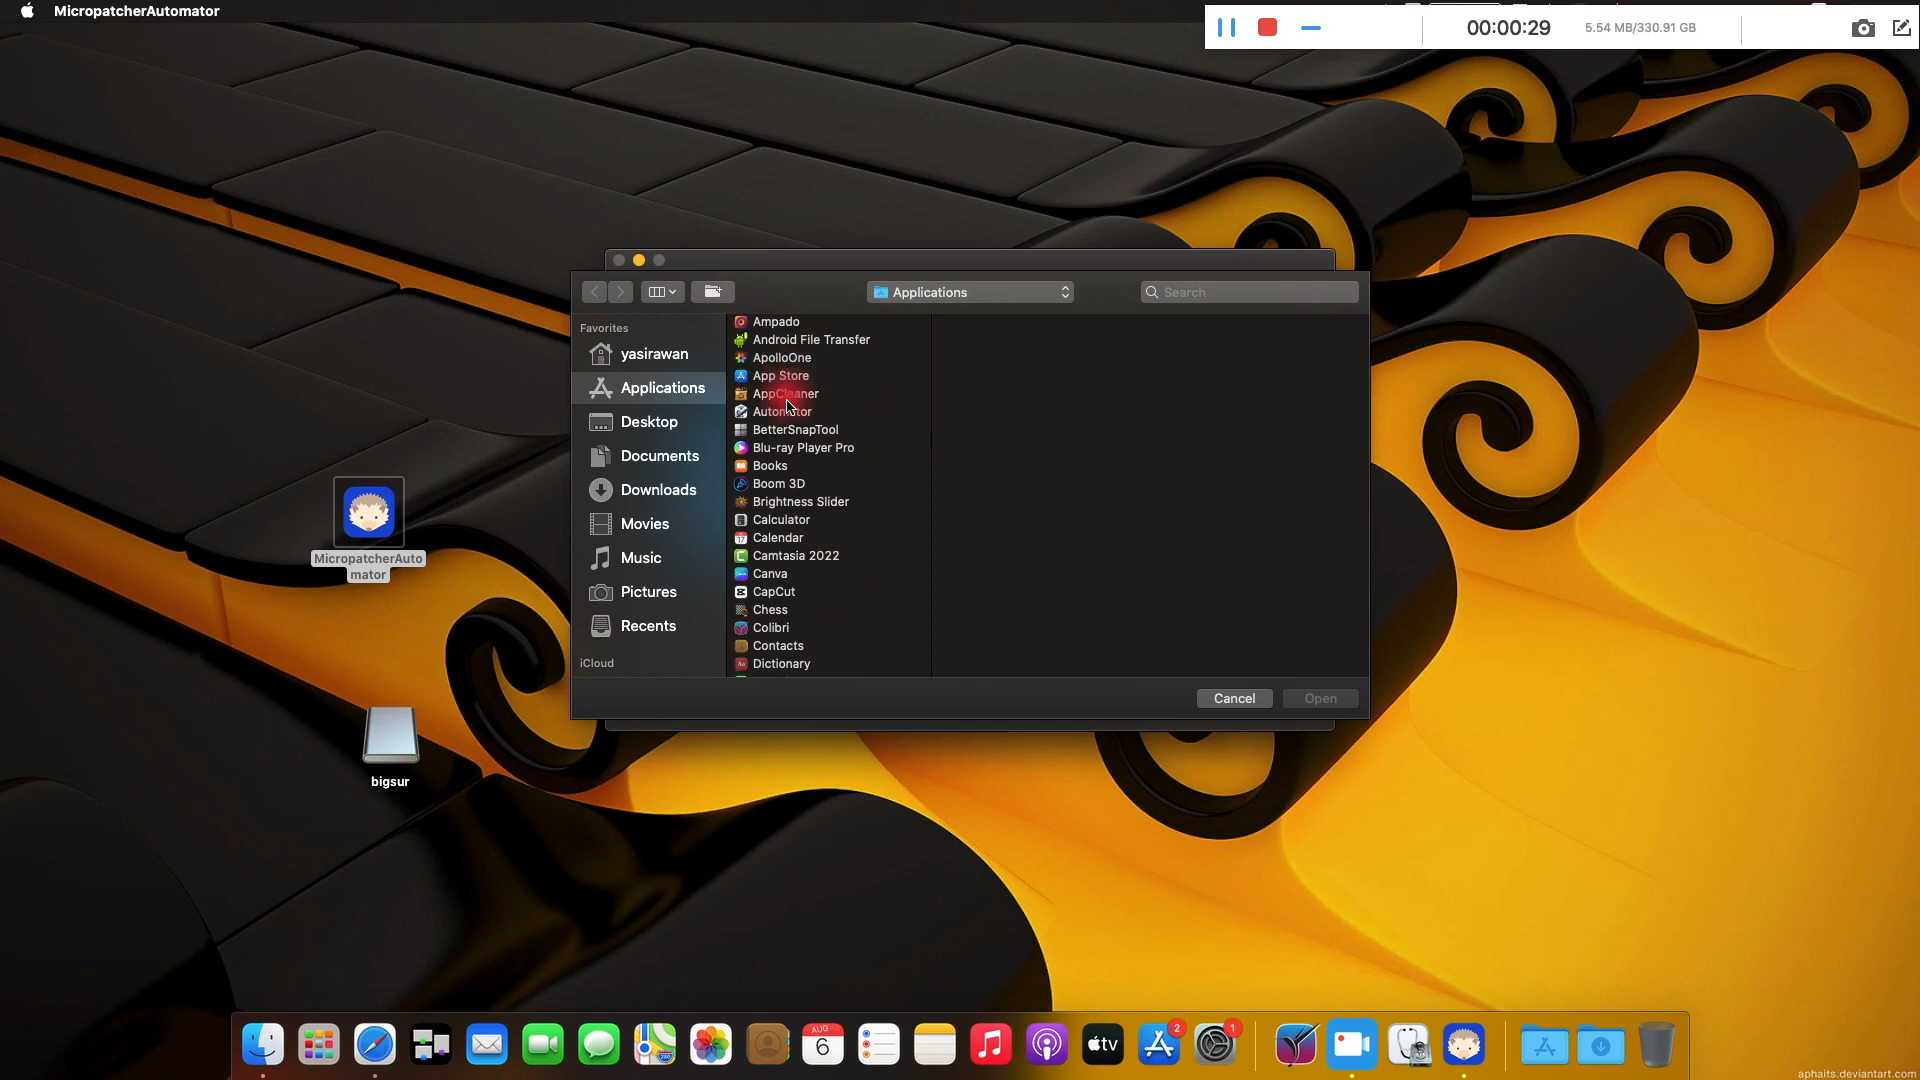 MicropatcherAutomator
00:00:29
5.54 MB/330.91 GB
Applications
Search
Favorites
yasirawan
Applications
Desktop
Documents
Downloads
Movies
Music
Pictures
Recents
iCloud
Ampado
Android File Transfer
ApolloOne
App Store
AppCleaner
Automator
BetterSnapTool
Blu-ray Player Pro
Books
Boom 3D
Brightness Slider
Calculator
Calendar
Camtasia 2022
Canva
CapCut
Chess
Colibri
Contacts
Dictionary
Cancel
Open
MicropatcherAuto
mator
bigsur
AUG
6
280
tv
2
1
aphaits.deviantart.com